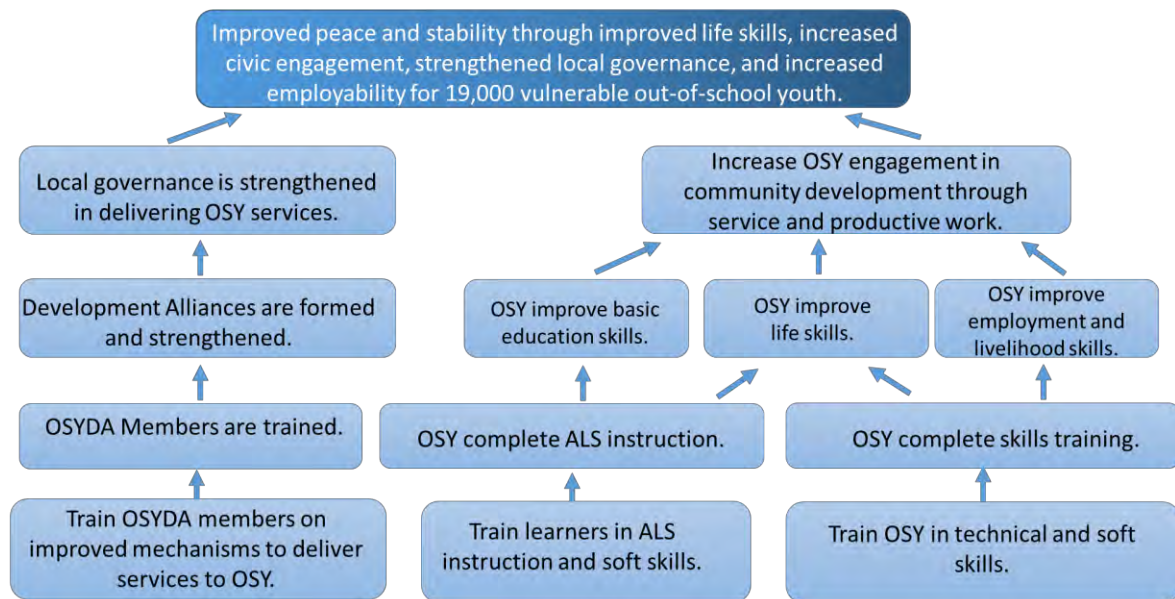 Improved peace and stability through improved life skills, increased
civic engagement, strengthened local governance, and increased
employability for 19,000 vulnerable out-of-school youth.
Local governance is strengthened
in delivering OSY services.
Increase OSY engagement in
community development through
service and productive work.
Development Alliances are formed
and strengthened.
OSY improve basic
education skills.
OSY improve
life skills.
OSY improve
employment and
livelihood skills.
OSYDA Members are trained.
OSY complete ALS instruction.
OSY complete skills training.
Train OSYDA members on
improved mechanisms to deliver
services to OSY.
Train learners in ALS
instruction and soft skills.
Train OSY in technical and soft
skills.